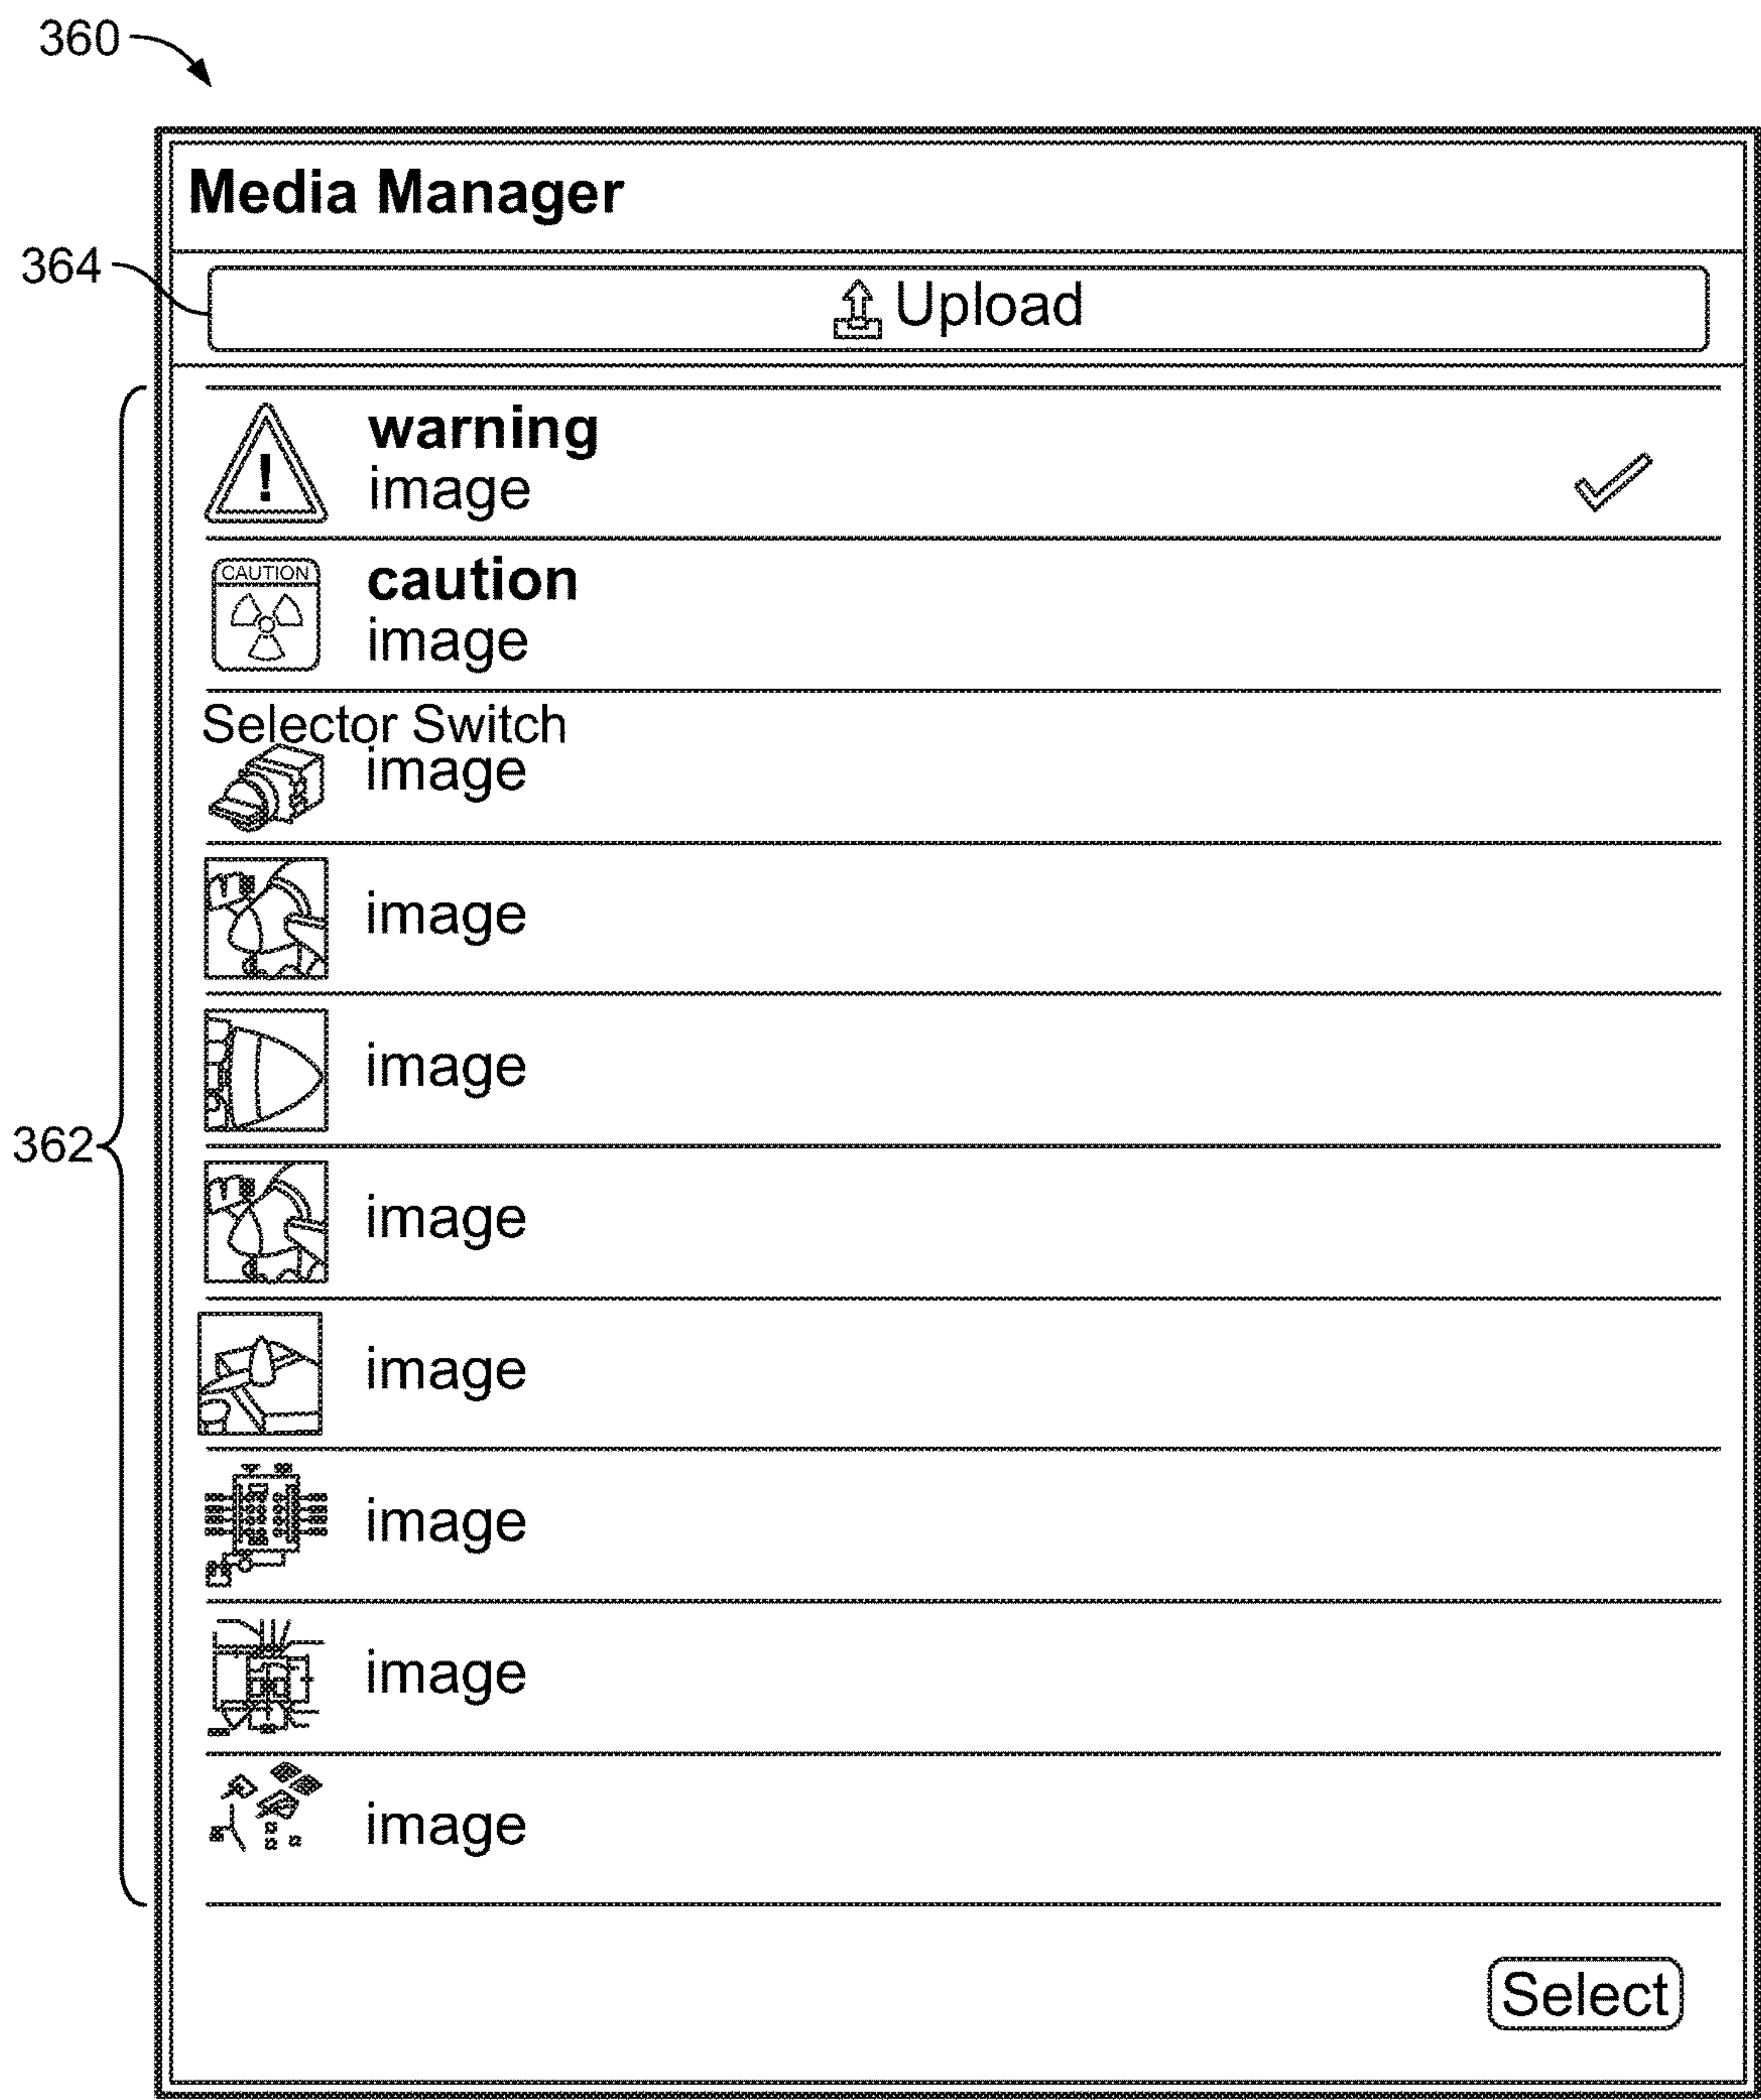 360
Media Manager
364
Upload
warning
image
CAUTION
caution
image
Selector Switch
image
image
image
362
image
image
image
image
image
Select